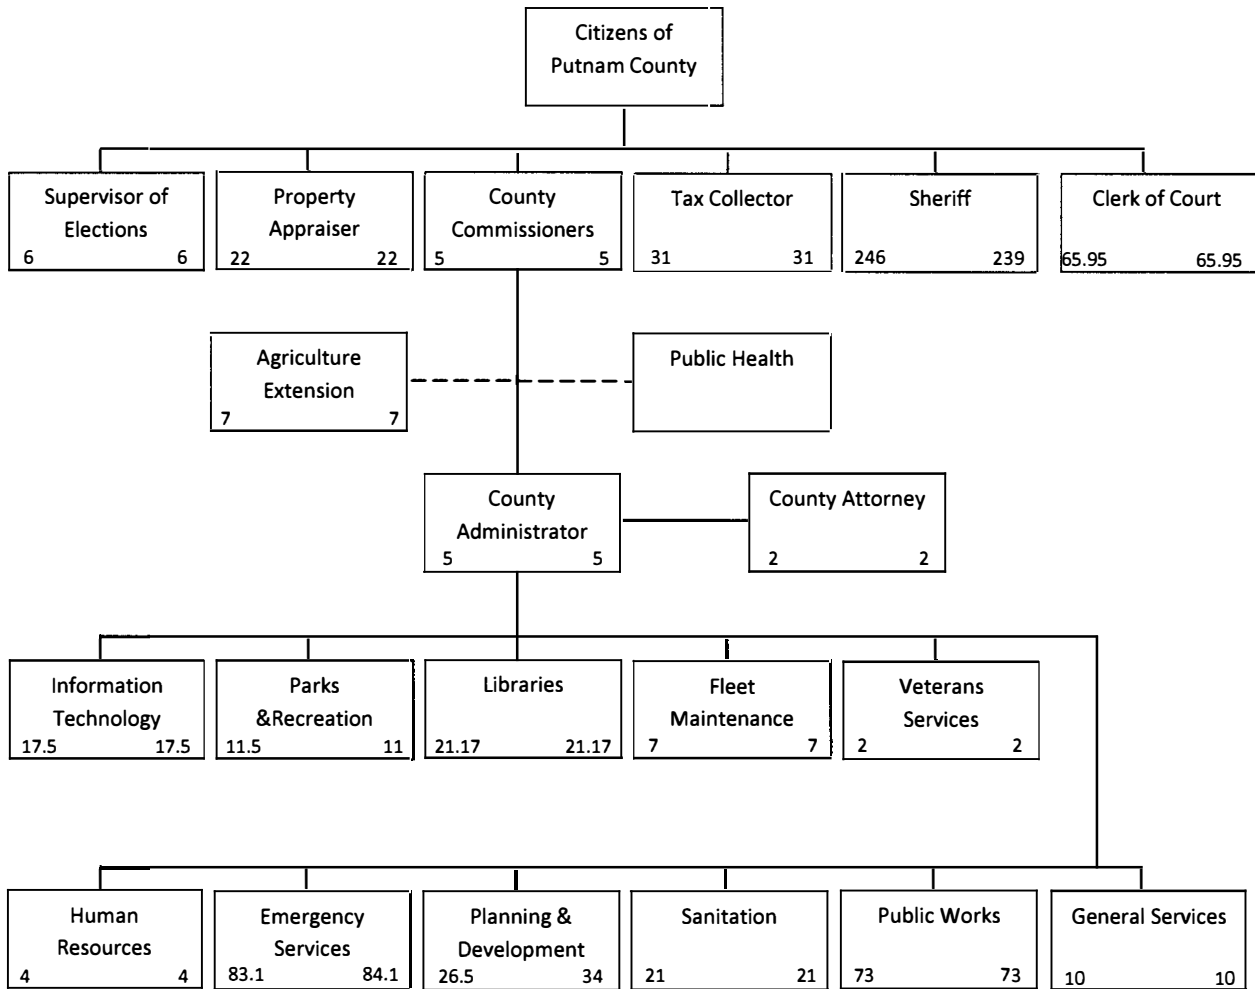 Citizens of
Putnam County
Supervisor of
Elections
6 6
Property
Appraiser
22 22
County
Commissioners
5 5
Tax Collector
31 31
Sheriff
246 239
Clerk of Court
65.95 65.95
Agriculture
Extension
7 7
Public Health
County
Administrator
5 5
County Attorney
2 2
Information
Technology
17.5 17.5
Parks
&Recreation
11.5 11
Libraries
21.17 21.17
Fleet
Maintenance
7 7
Veterans
Services
2 2
Human
Resources
4 4
Emergency
Services
83.1 84.1
Planning &
Development
26.5 34
Sanitation
21 21
Public Works
73 73
General Services
10 10